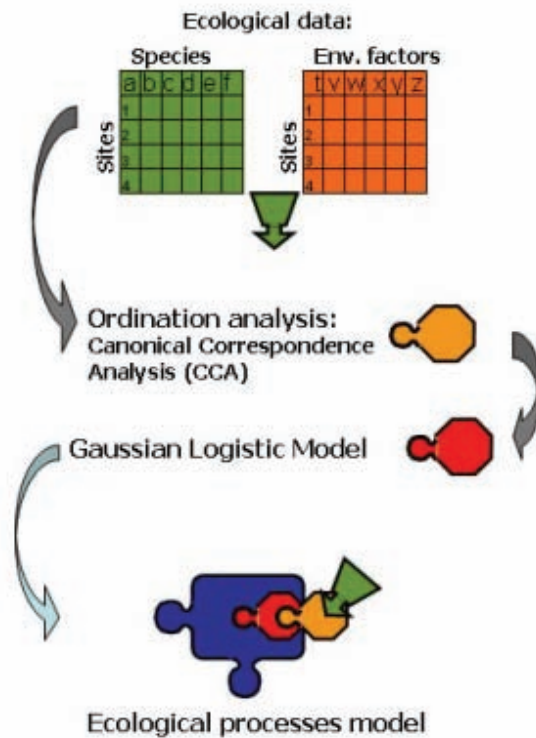 Ecological data:
Species Env. factors
a b c d e f t v w x y z
Sites Sites
1 1
2 2
3 3
4 4
Ordination analysis:
Canonical Correspondence
Analysis (CCA)
Gaussian Logistic Model
Ecological processes model